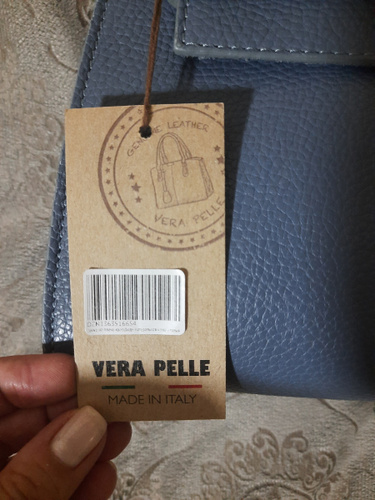 GENUINE LEATHER
VERA PELLE
VERA PELLE
MADE IN ITALY